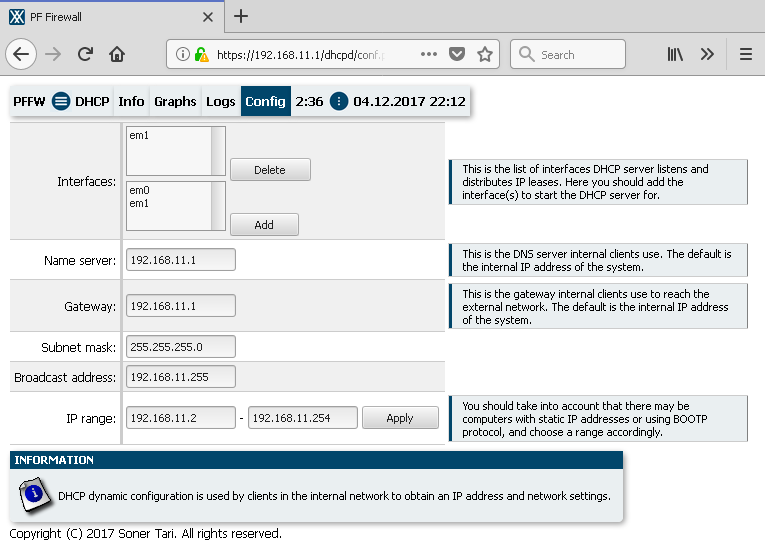 PF Firewall
https://192.168.11.1/dhcpd/conf.
Search
PFFW DHCP Info Graphs Logs Config 2:36 04.12.2017 22:12
Interfaces:
em1
Delete
em0
em1
Add
This is the list of interfaces DHCP server listens and
distributes IP leases. Here you should add the
interface(s) to start the DHCP server for.
Name server:
192.168.11.1
This is the DNS server internal clients use. The default is
the internal IP address of the system.
Gateway:
192.168.11.1
This is the gateway internal clients use to reach the
external network. The default is the internal IP address
of the system.
Subnet mask:
255.255.255.0
Broadcast address:
192.168.11.255
IP range:
192.168.11.2 - 192.168.11.254 Apply
You should take into account that there may be
computers with static IP addresses or using BOOTP
protocol, and choose a range accordingly.
INFORMATION
DHCP dynamic configuration is used by clients in the internal network to obtain an IP address and network settings.
Copyright (C) 2017 Soner Tari. All rights reserved.